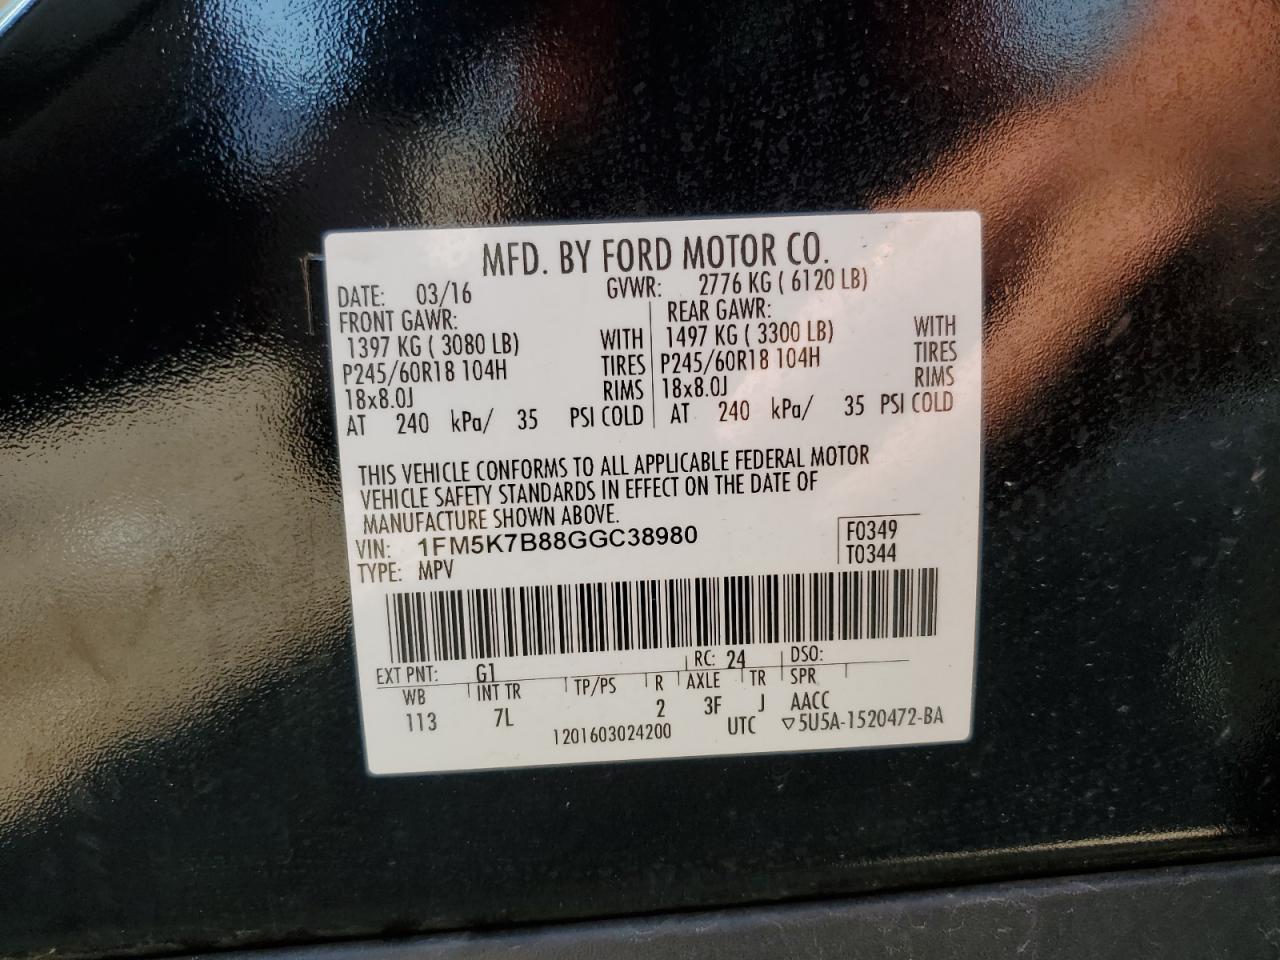 MFD. BY FORD MOTOR CO.
DATE: 03/16 GVWR: 2776 KG ( 6120 LB)
FRONT GAWR: REAR GAWR:
1397 KG ( 3080 LB) WITH 1497 KG ( 3300 LB) WITH
P245/60R18 104H TIRES P245/60R18 104H TIRES
18x8.0J RIMS 18x8.0J RIMS
AT 240 kPa/ 35 PSI COLD AT 240 kPa/ 35 PSI COLD
THIS VEHICLE CONFORMS TO ALL APPLICABLE FEDERAL MOTOR
VEHICLE SAFETY STANDARDS IN EFFECT ON THE DATE OF
MANUFACTURE SHOWN ABOVE.
VIN: 1FM5K7B88GGC38980 F0349
TYPE: MPV T0344
EXT PNT: G1 RC: 24 DSO:
WB INT TR TP/PS R AXLE TR SPR
113 7L 2 3F J AACC
1201603024200 UTC ▽5U5A-1520472-BA